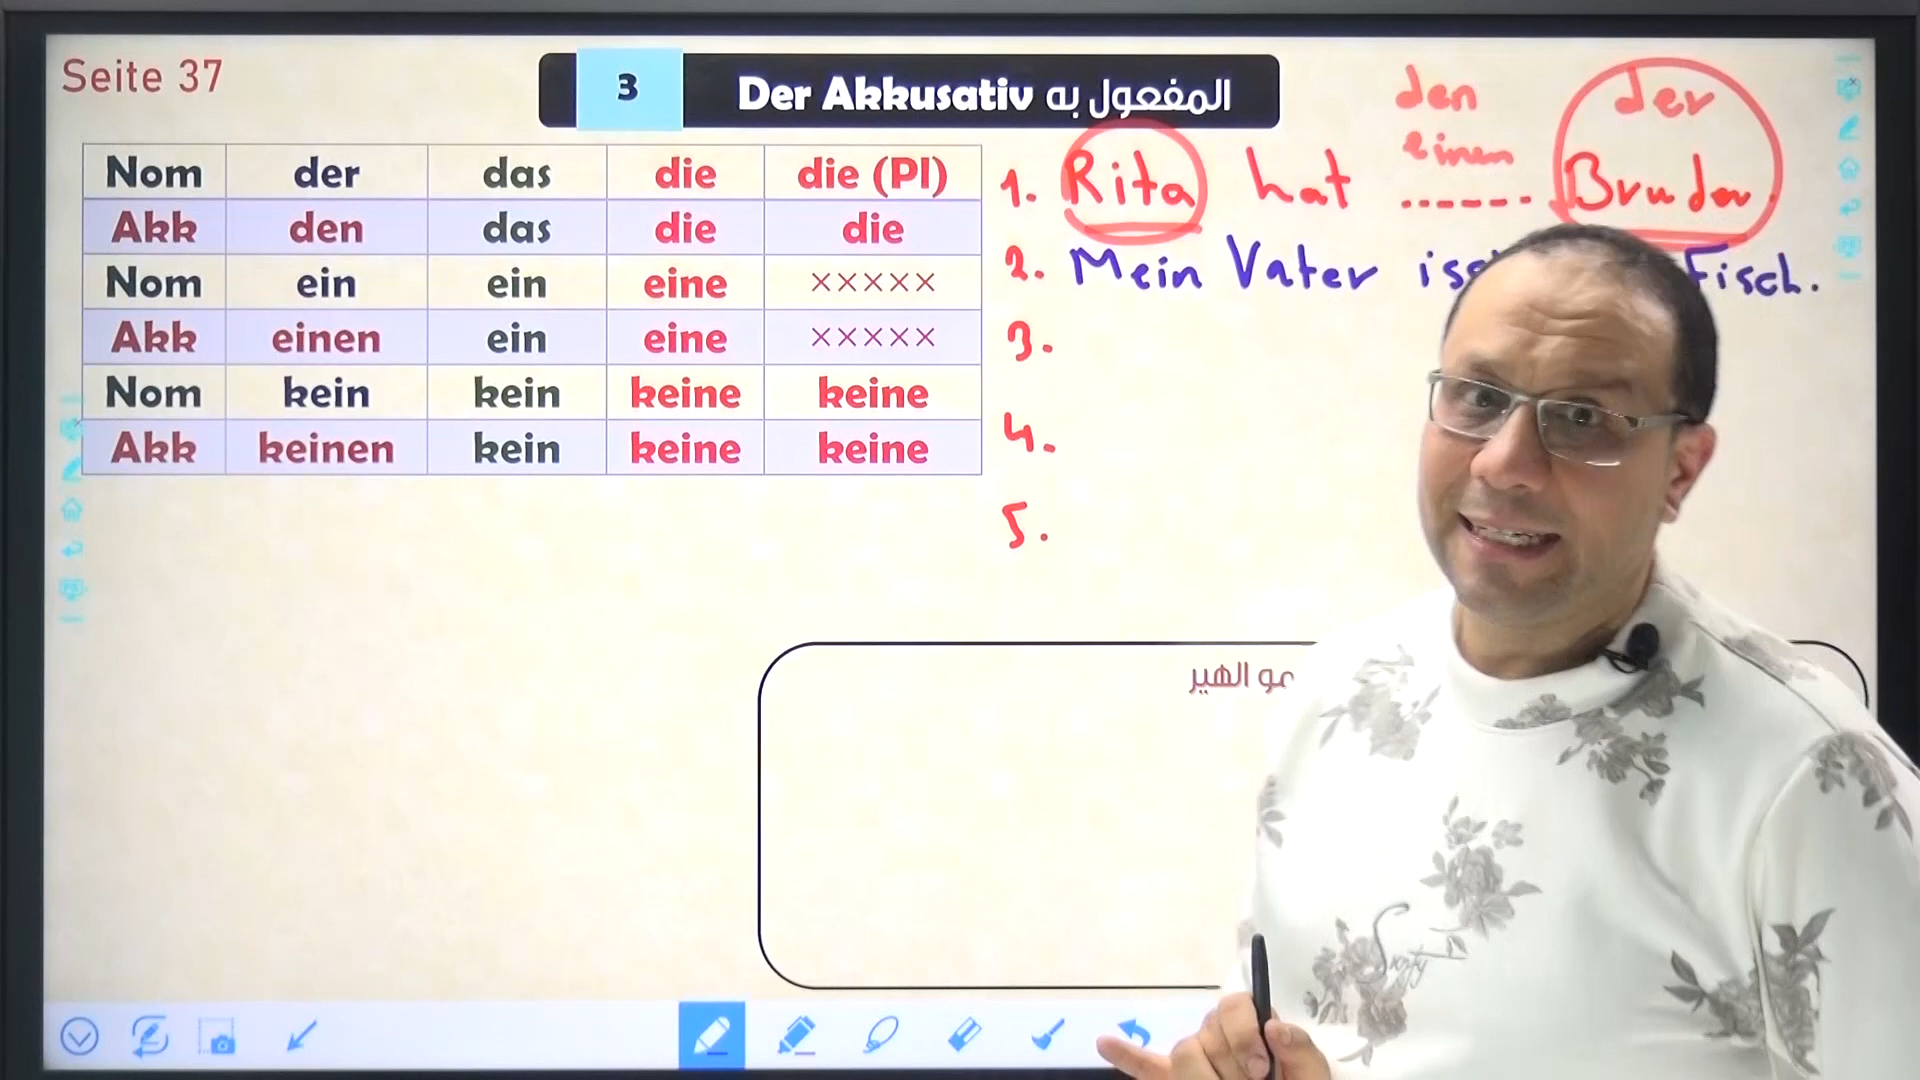 Seite 37
3 Der Akkusativ المفعول به
Nom der das die die (Pl)
Akk den das die die
Nom ein ein eine ×××××
Akk einen ein eine ×××××
Nom kein kein keine keine
Akk keinen kein keine keine
den der
einen
1. Rita hat ....... Bruder.
2. Mein Vater Fisch.
3.
4.
5.
الهير